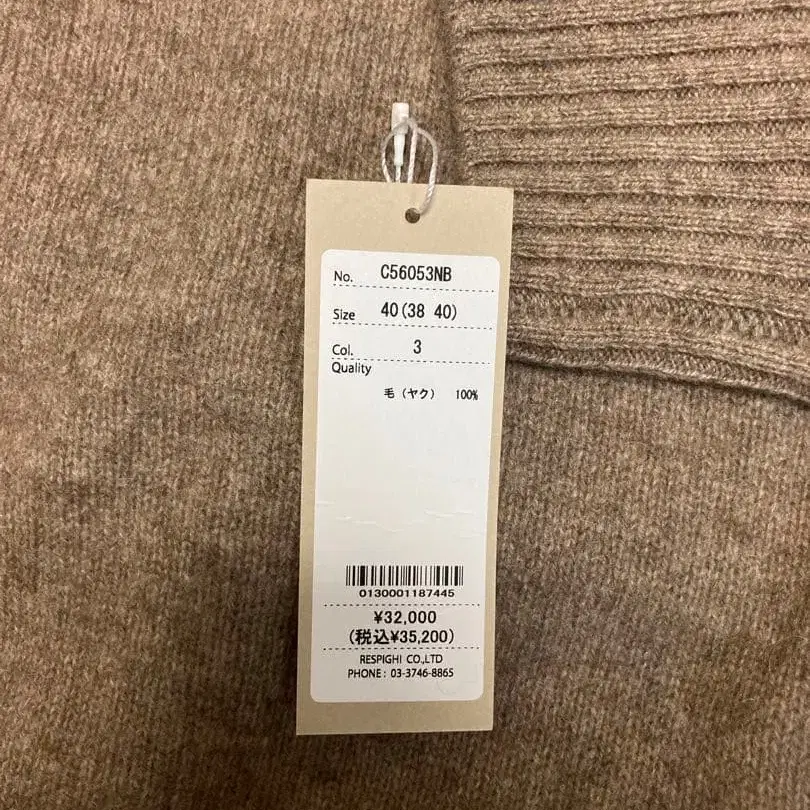 No. C56053NB
Size 40(38 40)
Col. 3
Quality
毛（ヤク） 100%
0130001187445
¥32,000
(税込¥35,200)
RESPIGHI CO.,LTD
PHONE: 03-3746-8865